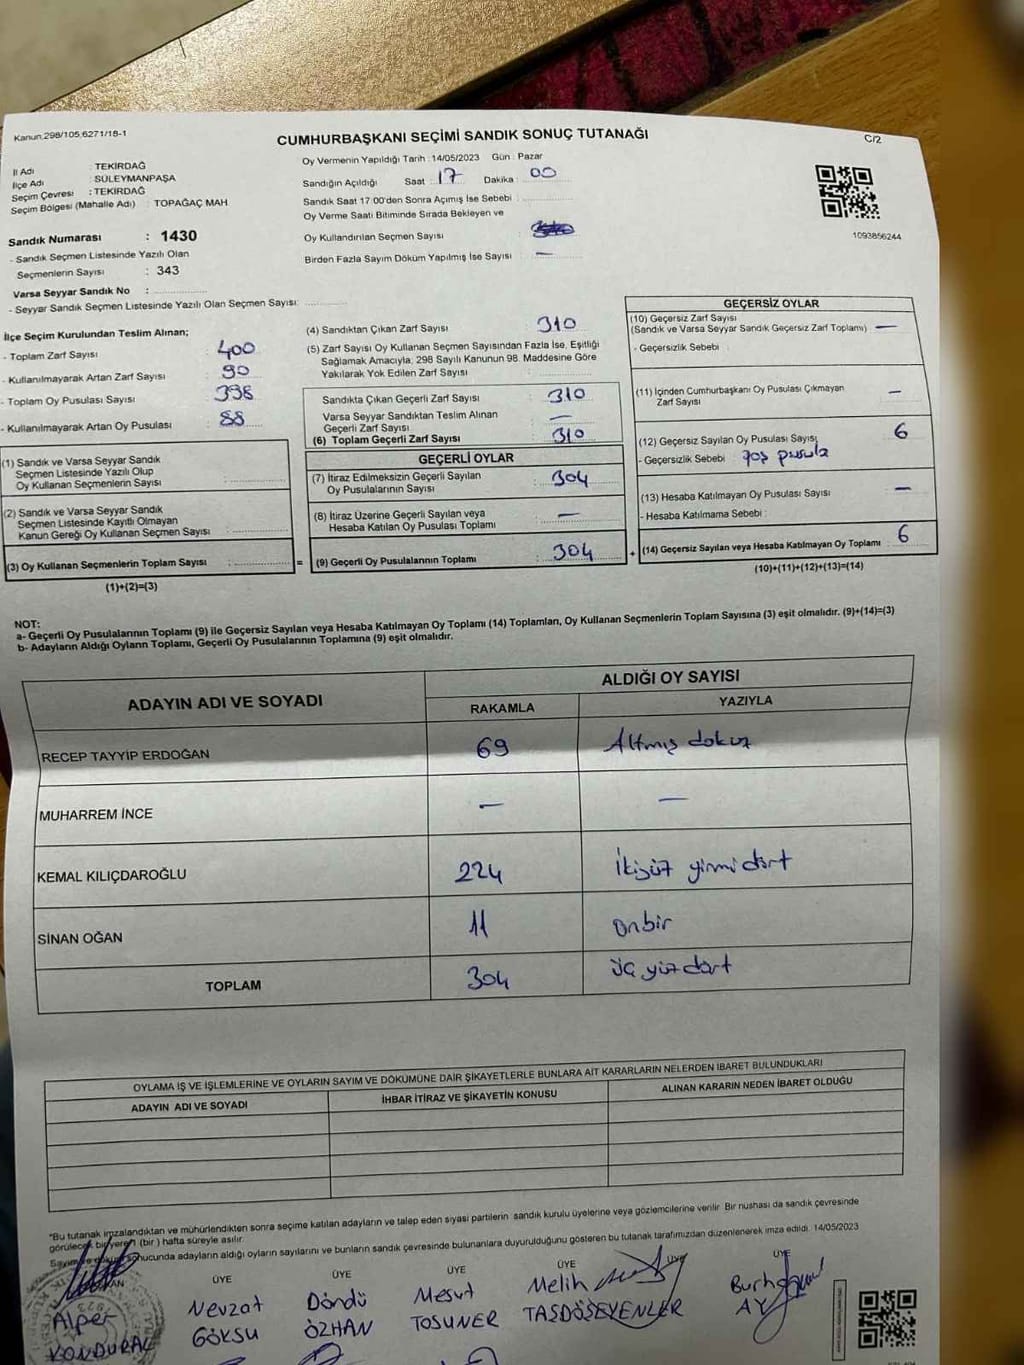 Kanun:298/105;6271/18-1
CUMHURBAŞKANI SEÇİMİ SANDIK SONUÇ TUTANAĞI
C/2
İl Adı : TEKİRDAĞ
İlçe Adı : SÜLEYMANPAŞA
Seçim Çevresi : TEKİRDAĞ
Seçim Bölgesi (Mahalle Adı) : TOPAĞAÇ MAH
Oy Vermenin Yapıldığı Tarih :14/05/2023 Gün : Pazar
Sandığın Açıldığı Saat : 17 Dakika : 00
Sandık Saat 17:00'den Sonra Açımış İse Sebebi :
Oy Verme Saati Bitiminde Sırada Bekleyen ve
Oy Kullandırılan Seçmen Sayısı :
Birden Fazla Sayım Döküm Yapılmış İse Sayısı : —
1093856244
Sandık Numarası : 1430
- Sandık Seçmen Listesinde Yazılı Olan
Seçmenlerin Sayısı : 343
Varsa Seyyar Sandık No :
- Seyyar Sandık Seçmen Listesinde Yazılı Olan Seçmen Sayısı:
İlçe Seçim Kurulundan Teslim Alınan;
- Toplam Zarf Sayısı : 400
- Kullanılmayarak Artan Zarf Sayısı : 90
- Toplam Oy Pusulası Sayısı : 398
- Kullanılmayarak Artan Oy Pusulası : 88
(1) Sandık ve Varsa Seyyar Sandık
Seçmen Listesinde Yazılı Olup
Oy Kullanan Seçmenlerin Sayısı :
(2) Sandık ve Varsa Seyyar Sandık
Seçmen Listesinde Kayıtlı Olmayan
Kanun Gereği Oy Kullanan Seçmen Sayısı :
(3) Oy Kullanan Seçmenlerin Toplam Sayısı :
(1)+(2)=(3)
(4) Sandıktan Çıkan Zarf Sayısı : 310
(5) Zarf Sayısı Oy Kullanan Seçmen Sayısından Fazla İse, Eşitliği
Sağlamak Amacıyla, 298 Sayılı Kanunun 98. Maddesine Göre
Yakılarak Yok Edilen Zarf Sayısı :
Sandıkta Çıkan Geçerli Zarf Sayısı : 310
Varsa Seyyar Sandıktan Teslim Alınan
Geçerli Zarf Sayısı : —
(6) Toplam Geçerli Zarf Sayısı : 310
GEÇERLİ OYLAR
(7) İtiraz Edilmeksizin Geçerli Sayılan
Oy Pusulalarının Sayısı : 304
(8) İtiraz Üzerine Geçerli Sayılan veya
Hesaba Katılan Oy Pusulası Toplamı : —
= (9) Geçerli Oy Pusulalarının Toplamı : 304
GEÇERSİZ OYLAR
(10) Geçersiz Zarf Sayısı
(Sandık ve Varsa Seyyar Sandık Geçersiz Zarf Toplamı) —
- Geçersizlik Sebebi :
(11) İçinden Cumhurbaşkanı Oy Pusulası Çıkmayan
Zarf Sayısı —
(12) Geçersiz Sayılan Oy Pusulası Sayısı 6
- Geçersizlik Sebebi boş pusula
(13) Hesaba Katılmayan Oy Pusulası Sayısı —
- Hesaba Katılmama Sebebi :
+ (14) Geçersiz Sayılan veya Hesaba Katılmayan Oy Toplamı 6
(10)+(11)+(12)+(13)=(14)
NOT:
a- Geçerli Oy Pusulalarının Toplamı (9) ile Geçersiz Sayılan veya Hesaba Katılmayan Oy Toplamı (14) Toplamları, Oy Kullanan Seçmenlerin Toplam Sayısına (3) eşit olmalıdır. (9)+(14)=(3)
b- Adayların Aldığı Oyların Toplamı, Geçerli Oy Pusulalarının Toplamına (9) eşit olmalıdır.
ADAYIN ADI VE SOYADI
ALDIĞI OY SAYISI
RAKAMLA YAZIYLA
RECEP TAYYİP ERDOĞAN 69 Altmış dokuz
MUHARREM İNCE — —
KEMAL KILIÇDAROĞLU 224 İkiyüz yirmi dört
SİNAN OĞAN 11 onbir
TOPLAM 304 Üç yüz dört
OYLAMA İŞ VE İŞLEMLERİNE VE OYLARIN SAYIM VE DÖKÜMÜNE DAİR ŞİKAYETLERLE BUNLARA AİT KARARLARIN NELERDEN İBARET BULUNDUKLARI
ADAYIN ADI VE SOYADI İHBAR İTİRAZ VE ŞİKAYETİN KONUSU ALINAN KARARIN NEDEN İBARET OLDUĞU
"Bu tutanak imzalandıktan ve mühürlendikten sonra seçime katılan adayların ve talep eden siyasi partilerin sandık kurulu üyelerine veya gözlemcilerine verilir. Bir nushası da sandık çevresinde
görülecek bir yere 1 (bir) hafta süreyle asılır.
sonucunda adayların aldığı oyların sayılarını ve bunların sandık çevresinde bulunanlara duyurulduğunu gösteren bu tutanak tarafımızdan düzenlenerek imza edildi. 14/05/2023
ÜYE ÜYE ÜYE ÜYE ÜYE
Alper Nevzat Döndü Mesut Melih
KONDURAL GÖKSU ÖZHAN TOSUNER TAŞDÖŞEYENLER AY